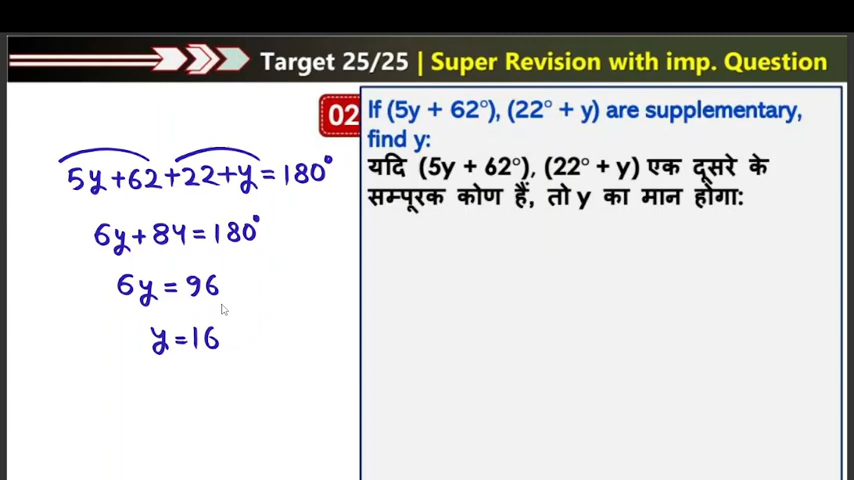 Target 25/25 | Super Revision with imp. Question
02
If (5y + 62°), (22° + y) are supplementary,
find y:
यदि (5y + 62°), (22° + y) एक दूसरे के
सम्पूरक कोण हैं, तो y का मान होगा:
5y+62+22+y=180°
6y+84=180°
6y=96
y=16